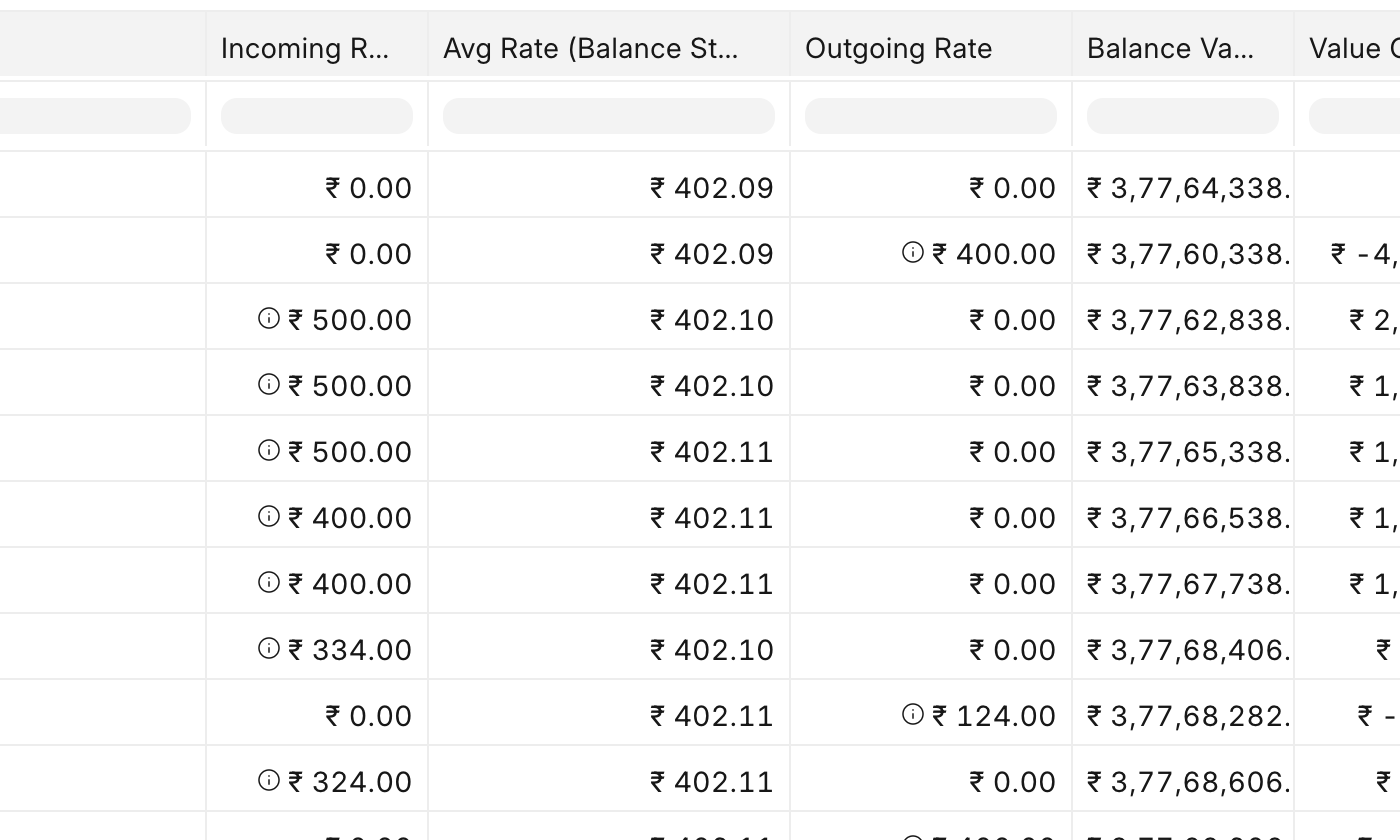 Incoming R... Avg Rate (Balance St... Outgoing Rate Balance Va... Value
₹ 0.00 ₹ 402.09 ₹ 0.00 ₹ 3,77,64,338.
₹ 0.00 ₹ 402.09 ₹ 400.00 ₹ 3,77,60,338. ₹ -4,
₹ 500.00 ₹ 402.10 ₹ 0.00 ₹ 3,77,62,838. ₹ 2,
₹ 500.00 ₹ 402.10 ₹ 0.00 ₹ 3,77,63,838. ₹ 1,
₹ 500.00 ₹ 402.11 ₹ 0.00 ₹ 3,77,65,338. ₹ 1,
₹ 400.00 ₹ 402.11 ₹ 0.00 ₹ 3,77,66,538. ₹ 1,
₹ 400.00 ₹ 402.11 ₹ 0.00 ₹ 3,77,67,738. ₹ 1,
₹ 334.00 ₹ 402.10 ₹ 0.00 ₹ 3,77,68,406. ₹
₹ 0.00 ₹ 402.11 ₹ 124.00 ₹ 3,77,68,282. ₹ -
₹ 324.00 ₹ 402.11 ₹ 0.00 ₹ 3,77,68,606. ₹